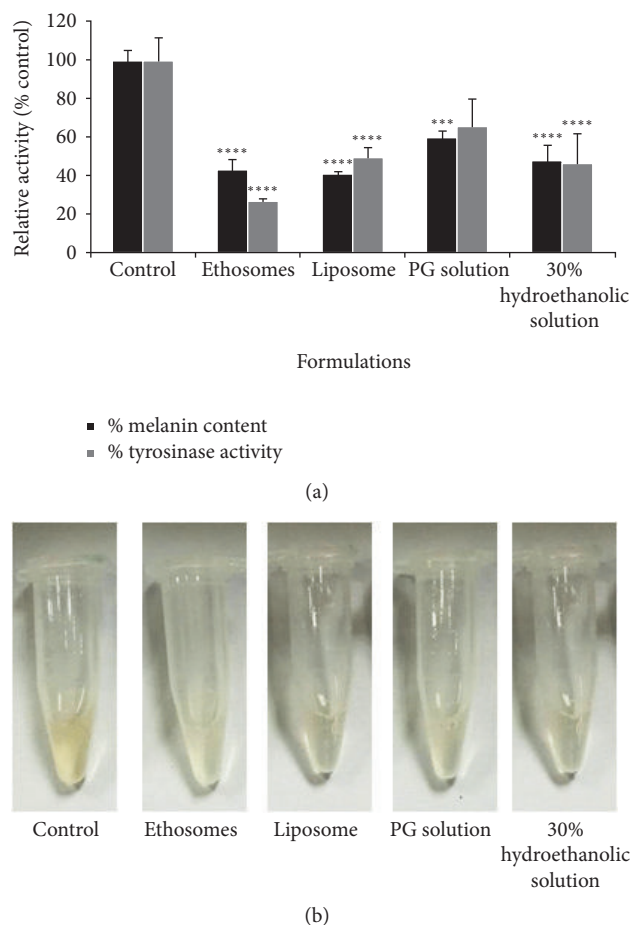 120
100
80
60
40
20
0
Relative activity (% control)
****
****
****
****
***
****
****
Control
Ethosomes
Liposome
PG solution
30%
hydroethanolic
solution
Formulations
% melanin content
% tyrosinase activity
(a)
Control
Ethosomes
Liposome
PG solution
30%
hydroethanolic
solution
(b)